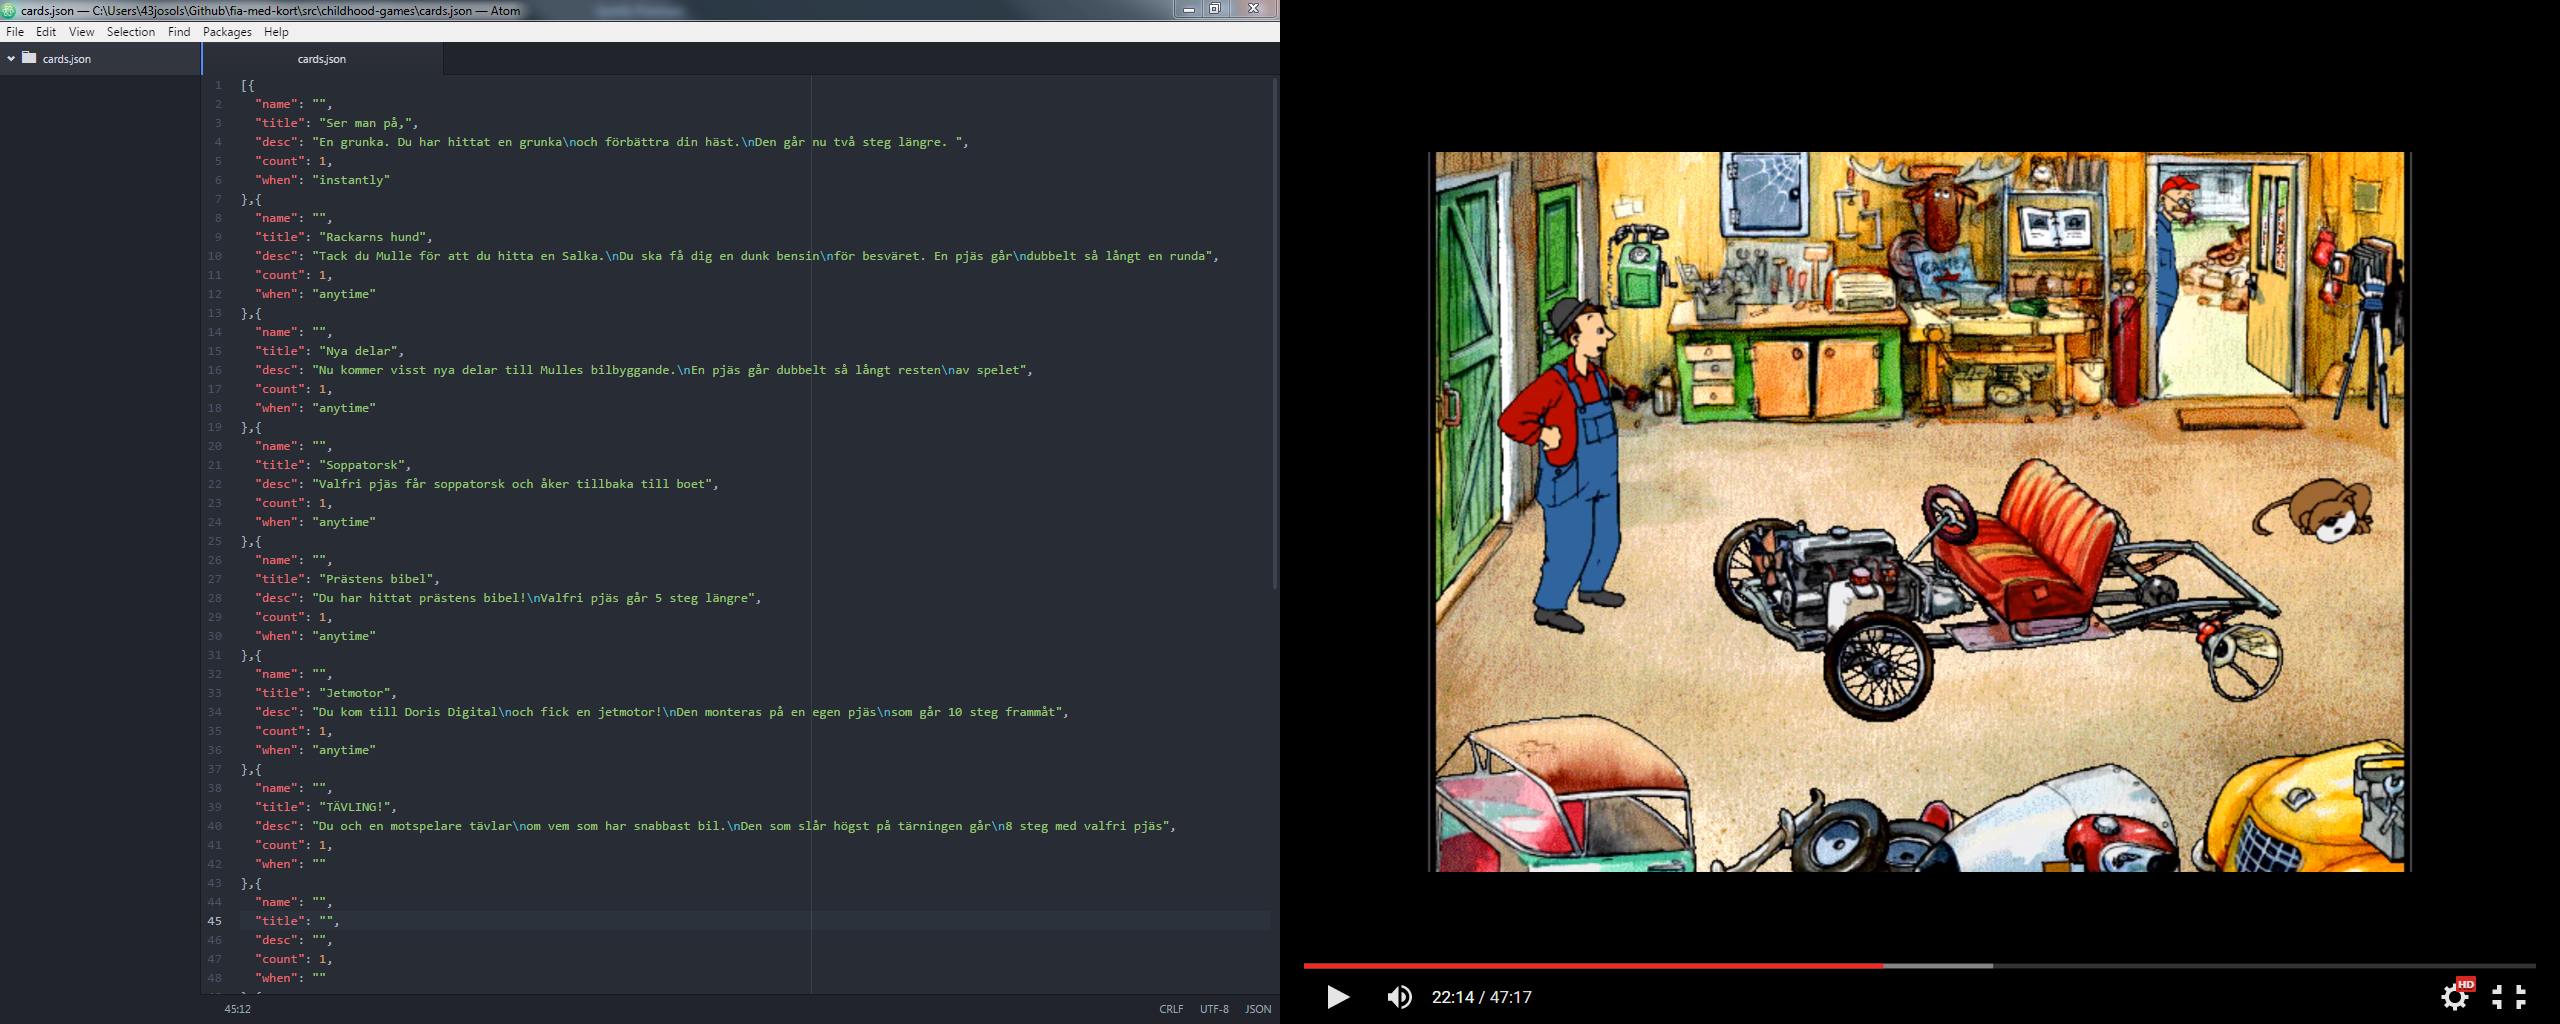 cards.json — C:\Users\43josols\Github\fia-med-kort\src\childhood-games\cards.json — Atom
File Edit View Selection Find Packages Help
cards.json
cards.json
1 [{
2 "name": "",
3 "title": "Ser man på,",
4 "desc": "En grunka. Du har hittat en grunka\noch förbättra din häst.\nDen går nu två steg längre. ",
5 "count": 1,
6 "when": "instantly"
7 },{
8 "name": "",
9 "title": "Rackarns hund",
10 "desc": "Tack du Mulle för att du hitta en Salka.\nDu ska få dig en dunk bensin\nför besväret. En pjäs går\ndubbelt så långt en runda",
11 "count": 1,
12 "when": "anytime"
13 },{
14 "name": "",
15 "title": "Nya delar",
16 "desc": "Nu kommer visst nya delar till Mulles bilbyggande.\nEn pjäs går dubbelt så långt resten\nav spelet",
17 "count": 1,
18 "when": "anytime"
19 },{
20 "name": "",
21 "title": "Soppatorsk",
22 "desc": "Valfri pjäs får soppatorsk och åker tillbaka till boet",
23 "count": 1,
24 "when": "anytime"
25 },{
26 "name": "",
27 "title": "Prästens bibel",
28 "desc": "Du har hittat prästens bibel!\nValfri pjäs går 5 steg längre",
29 "count": 1,
30 "when": "anytime"
31 },{
32 "name": "",
33 "title": "Jetmotor",
34 "desc": "Du kom till Doris Digital\noch fick en jetmotor!\nDen monteras på en egen pjäs\nsom går 10 steg frammåt",
35 "count": 1,
36 "when": "anytime"
37 },{
38 "name": "",
39 "title": "TÄVLING!",
40 "desc": "Du och en motspelare tävlar\nom vem som har snabbast bil.\nDen som slår högst på tärningen går\n8 steg med valfri pjäs",
41 "count": 1,
42 "when": ""
43 },{
44 "name": "",
45 "title": "",
46 "desc": "",
47 "count": 1,
48 "when": ""
45:12
CRLF UTF-8 JSON
22:14 / 47:17
HD